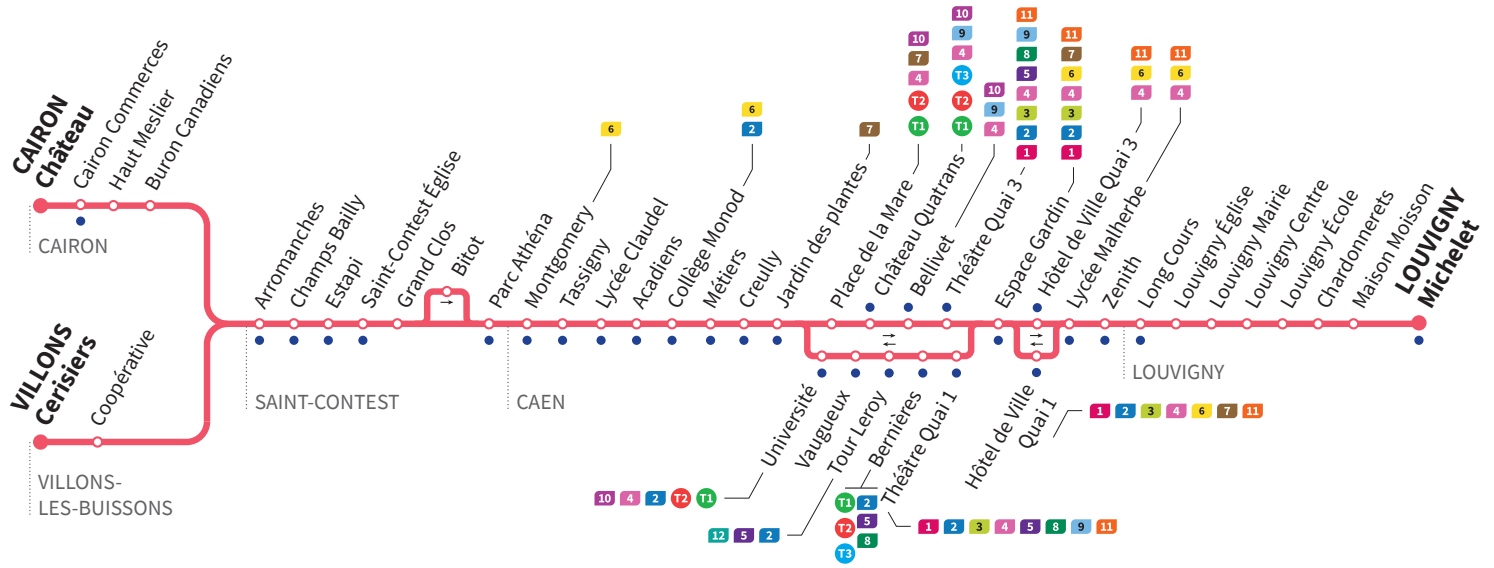 CAIRON
Château
Cairon Commerces
Haut Meslier
Buron Canadiens
CAIRON
VILLONS
Cerisiers
Coopérative
VILLONS-
LES-BUISSONS
Arromanches
Champs Bailly
Estapi
Saint-Contest Église
Grand Clos
Bitot
SAINT-CONTEST
Parc Athéna
Montgomery
6
Tassigny
Lycée Claudel
Acadiens
Collège Monod
Métiers
Creully
6
2
Jardin des plantes
7
CAEN
Place de la Mare
10
7
4
T2
T1
Château Quatrans
10
9
4
T3
T2
T1
Bellivet
10
9
4
Théâtre Quai 3
11
9
8
5
4
3
2
1
Université
10 4 2 T2 T1
Vaugueux
Tour Leroy
12 5 2
Bernières
T1 2
T2 5
T3 8
Théâtre Quai 1
1 2 3 4 5 8 9 11
Espace Gardin
11
7
6
4
3
2
1
Hôtel de Ville Quai 3
11
6
4
Hôtel de Ville
Quai 1
1 2 3 4 6 7 11
Lycée Malherbe
11
6
4
Zenith
Long Cours
Louvigny Église
Louvigny Mairie
Louvigny Centre
Louvigny École
Chardonnerets
Maison Moisson
LOUVIGNY
Michelet
LOUVIGNY